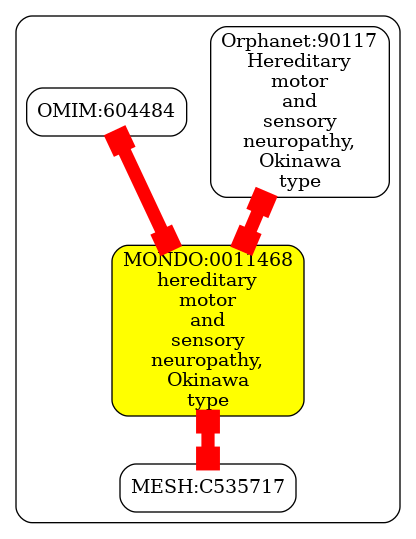 Orphanet:90117
Hereditary
motor
and
sensory
neuropathy,
Okinawa
type
OMIM:604484
MONDO:0011468
hereditary
motor
and
sensory
neuropathy,
Okinawa
type
MESH:C535717